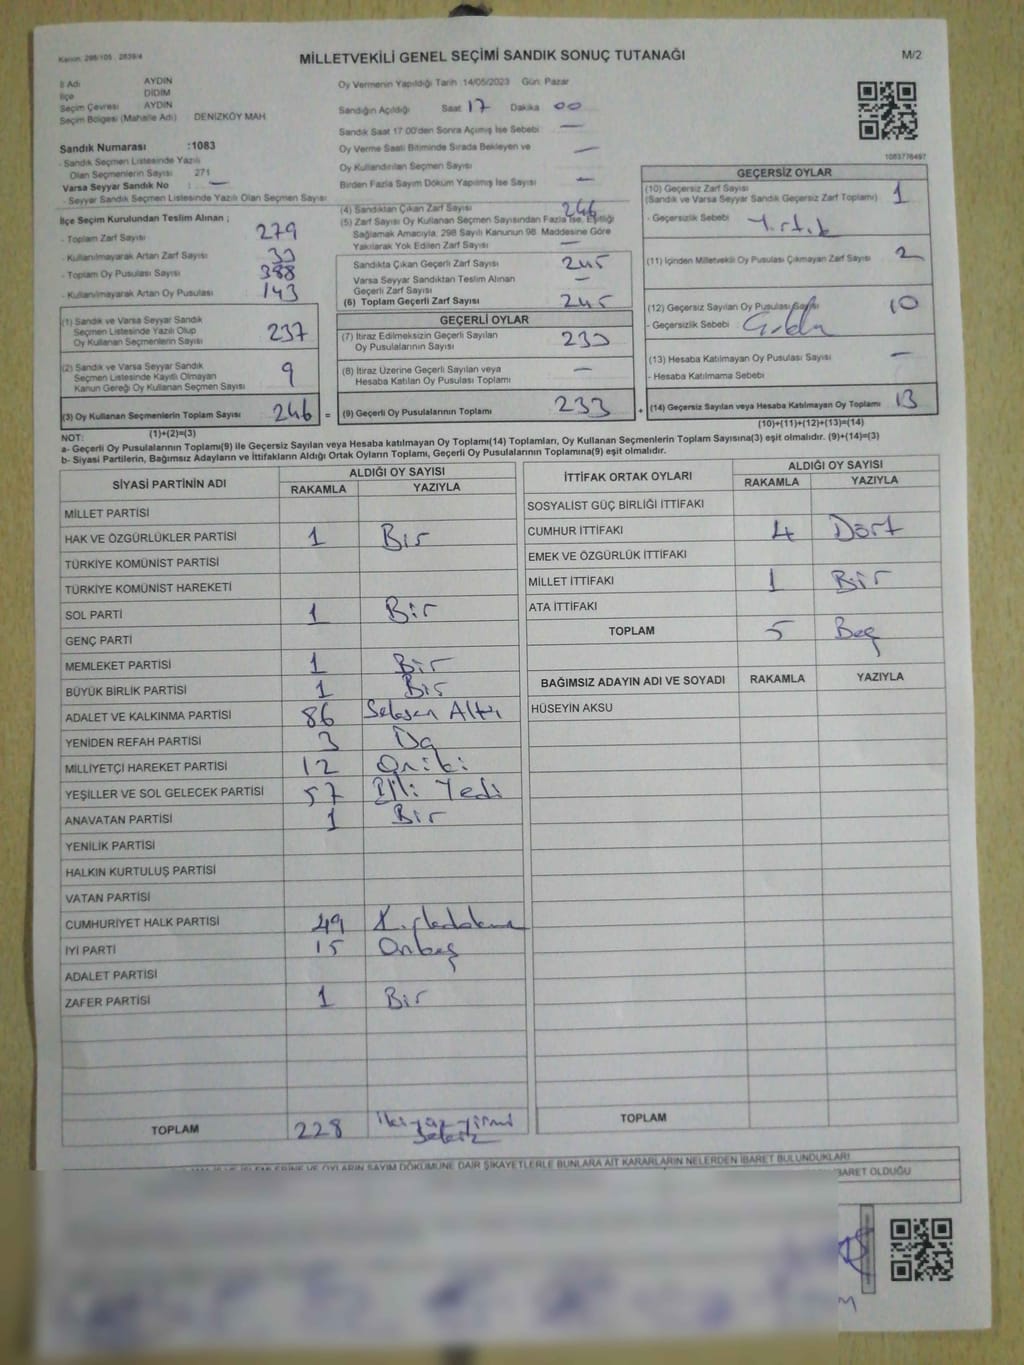 Kanun: 298/105 , 2839/4
MİLLETVEKİLİ GENEL SEÇİMİ SANDIK SONUÇ TUTANAĞI
M/2
İl Adı AYDIN
İlçe DİDİM
Seçim Çevresi AYDIN
Seçim Bölgesi (Mahalle Adı) DENİZKÖY MAH.
Oy Vermenin Yapıldığı Tarih :14/05/2023 Gün: Pazar
Sandığın Açıldığı Saat 17 Dakika 00
Sandık Saat 17:00'den Sonra Açılmış İse Sebebi —
Oy Verme Saati Bitiminde Sırada Bekleyen ve
Oy Kullandırılan Seçmen Sayısı —
Birden Fazla Sayım Döküm Yapılmış İse Sayısı —
1083776497
Sandık Numarası :1083
- Sandık Seçmen Listesinde Yazılı
Olan Seçmenlerin Sayısı 271
Varsa Seyyar Sandık No : —
- Seyyar Sandık Seçmen Listesinde Yazılı Olan Seçmen Sayısı
İlçe Seçim Kurulundan Teslim Alınan ;
- Toplam Zarf Sayısı 279
- Kullanılmayarak Artan Zarf Sayısı 33
- Toplam Oy Pusulası Sayısı 388
- Kullanılmayarak Artan Oy Pusulası 143
(1) Sandık ve Varsa Seyyar Sandık
Seçmen Listesinde Yazılı Olup
Oy Kullanan Seçmenlerin Sayısı 237
(2) Sandık ve Varsa Seyyar Sandık
Seçmen Listesinde Kayıtlı Olmayan
Kanun Gereği Oy Kullanan Seçmen Sayısı 9
(3) Oy Kullanan Seçmenlerin Toplam Sayısı 246 =
(1)+(2)=(3)
(4) Sandıktan Çıkan Zarf Sayısı 246
(5) Zarf Sayısı Oy Kullanan Seçmen Sayısından Fazla İse, Eşitliği
Sağlamak Amacıyla, 298 Sayılı Kanunun 98. Maddesine Göre
Yakılarak Yok Edilen Zarf Sayısı —
Sandıkta Çıkan Geçerli Zarf Sayısı 245
Varsa Seyyar Sandıktan Teslim Alınan
Geçerli Zarf Sayısı —
(6) Toplam Geçerli Zarf Sayısı 245
GEÇERLİ OYLAR
(7) İtiraz Edilmeksizin Geçerli Sayılan
Oy Pusulalarının Sayısı 233
(8) İtiraz Üzerine Geçerli Sayılan veya
Hesaba Katılan Oy Pusulası Toplamı —
(9) Geçerli Oy Pusulalarının Toplamı 233 +
GEÇERSİZ OYLAR
(10) Geçersiz Zarf Sayısı
(Sandık ve Varsa Seyyar Sandık Geçersiz Zarf Toplamı) 1
- Geçersizlik Sebebi Yırtık
(11) İçinden Milletvekili Oy Pusulası Çıkmayan Zarf Sayısı 2
(12) Geçersiz Sayılan Oy Pusulası Sayısı 10
- Geçersizlik Sebebi
(13) Hesaba Katılmayan Oy Pusulası Sayısı —
- Hesaba Katılmama Sebebi
(14) Geçersiz Sayılan veya Hesaba Katılmayan Oy Toplamı 13
(10)+(11)+(12)+(13)=(14)
NOT:
a- Geçerli Oy Pusulalarının Toplamı(9) ile Geçersiz Sayılan veya Hesaba katılmayan Oy Toplamı(14) Toplamları, Oy Kullanan Seçmenlerin Toplam Sayısına(3) eşit olmalıdır. (9)+(14)=(3)
b- Siyasi Partilerin, Bağımsız Adayların ve İttifakların Aldığı Ortak Oyların Toplamı, Geçerli Oy Pusulalarının Toplamına(9) eşit olmalıdır.
SİYASİ PARTİNİN ADI ALDIĞI OY SAYISI
RAKAMLA YAZIYLA
MİLLET PARTİSİ
HAK VE ÖZGÜRLÜKLER PARTİSİ 1 Bir
TÜRKİYE KOMÜNİST PARTİSİ
TÜRKİYE KOMÜNİST HAREKETİ
SOL PARTİ 1 Bir
GENÇ PARTİ
MEMLEKET PARTİSİ 1 Bir
BÜYÜK BİRLİK PARTİSİ 1 Bir
ADALET VE KALKINMA PARTİSİ 86 Seksen Altı
YENİDEN REFAH PARTİSİ 3 Üç
MİLLİYETÇİ HAREKET PARTİSİ 12 Oniki
YEŞİLLER VE SOL GELECEK PARTİSİ 57 Elli Yedi
ANAVATAN PARTİSİ 1 Bir
YENİLİK PARTİSİ
HALKIN KURTULUŞ PARTİSİ
VATAN PARTİSİ
CUMHURİYET HALK PARTİSİ 49 Kırkdokuz
İYİ PARTİ 15 Onbeş
ADALET PARTİSİ
ZAFER PARTİSİ 1 Bir
TOPLAM 228 ikiyüz yirmi
sekiz
İTTİFAK ORTAK OYLARI ALDIĞI OY SAYISI
RAKAMLA YAZIYLA
SOSYALİST GÜÇ BİRLİĞİ İTTİFAKI
CUMHUR İTTİFAKI 4 Dört
EMEK VE ÖZGÜRLÜK İTTİFAKI
MİLLET İTTİFAKI 1 Bir
ATA İTTİFAKI
TOPLAM 5 Beş
BAĞIMSIZ ADAYIN ADI VE SOYADI RAKAMLA YAZIYLA
HÜSEYİN AKSU
TOPLAM
OYLARIN SAYIM DÖKÜMÜNE DAİR ŞİKAYETLERLE BUNLARA AİT KARARLARIN NELERDEN İBARET BULUNDUKLARI
İBARET OLDUĞU